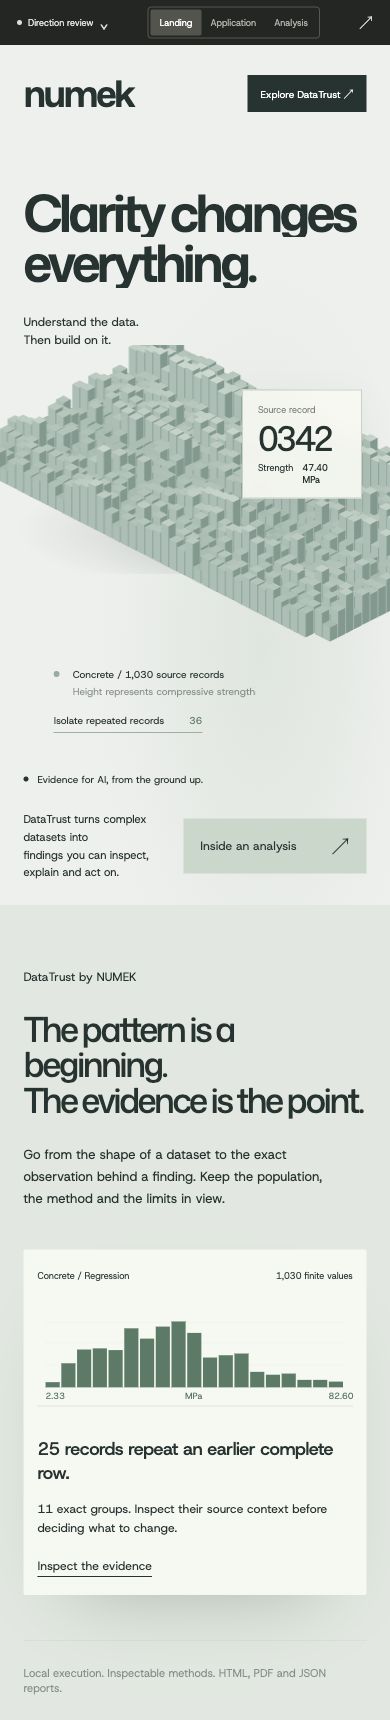 Direction review
Landing
Application
Analysis
numek
Explore DataTrust
Clarity changes
everything.
Understand the data.
Then build on it.
Source record
0342
Strength 47.40
MPa
Concrete / 1,030 source records
Height represents compressive strength
Isolate repeated records 36
Evidence for AI, from the ground up.
DataTrust turns complex
datasets into
findings you can inspect,
explain and act on.
Inside an analysis
DataTrust by NUMEK
The pattern is a
beginning.
The evidence is the point.
Go from the shape of a dataset to the exact
observation behind a finding. Keep the population,
the method and the limits in view.
Concrete / Regression
1,030 finite values
2.33 MPa 82.60
25 records repeat an earlier complete
row.
11 exact groups. Inspect their source context before
deciding what to change.
Inspect the evidence
Local execution. Inspectable methods. HTML, PDF and JSON
reports.